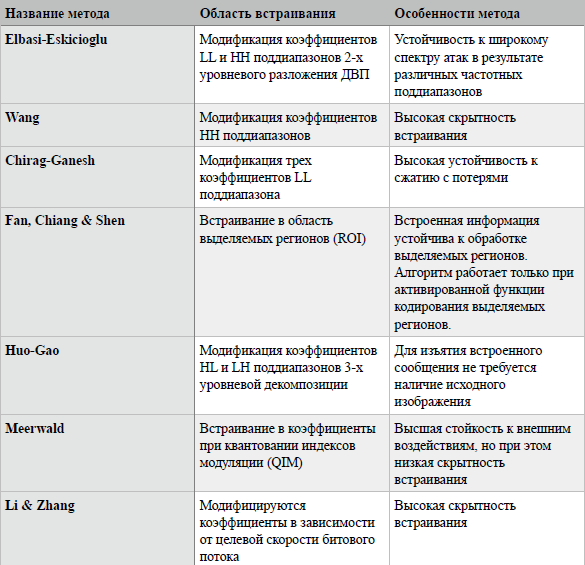 Название метода Область встраивания Особенности метода
Elbasi-Eskicioglu Модификация коэффициентов Устойчивость к широкому
LL и HH поддиапазонов 2-х спектру атак в результате
уровневого разложения ДВП различных частотных
поддиапазонов
Wang Модификация коэффициентов Высокая скрытность
HH поддиапазонов встраивания
Chirag-Ganesh Модификация трех Высокая устойчивость к
коэффициентов LL сжатию с потерями
поддиапазона
Fan, Chiang & Shen Встраивание в область Встроенная информация
выделяемых регионов (ROI) устойчива к обработке
выделяемых регионов.
Алгоритм работает только при
активированной функции
кодирования выделяемых
регионов.
Huo-Gao Модификация коэффициентов Для изъятия встроенного
HL и LH поддиапазонов 3-х сообщения не требуется
уровневой декомпозиции наличие исходного
изображения
Meerwald Встраивание в коэффициенты Высшая стойкость к внешним
при квантовании индексов воздействиям, но при этом
модуляции (QIM) низкая скрытность
встраивания
Li & Zhang Модифицируются Высокая скрытность
коэффициенты в зависимости встраивания
от целевой скорости битового
потока